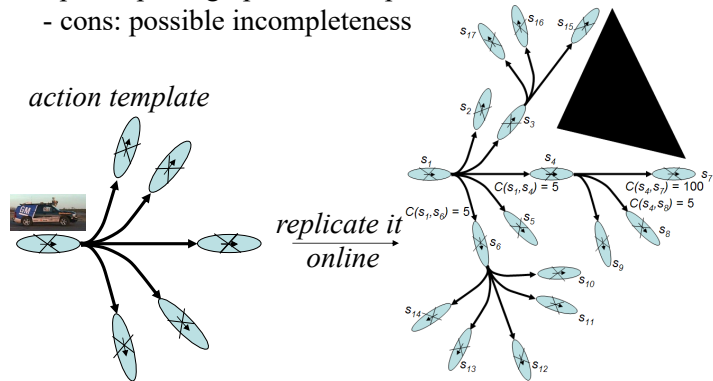 - cons: possible incompleteness
action template
replicate it
online
s17
s16
s15
s2
s3
s1
s4
s7
C(s1,s4) = 5
C(s4,s7) = 100
C(s4,s8) = 5
C(s1,s6) = 5
s5
s8
s6
s9
s10
s11
s14
s13
s12